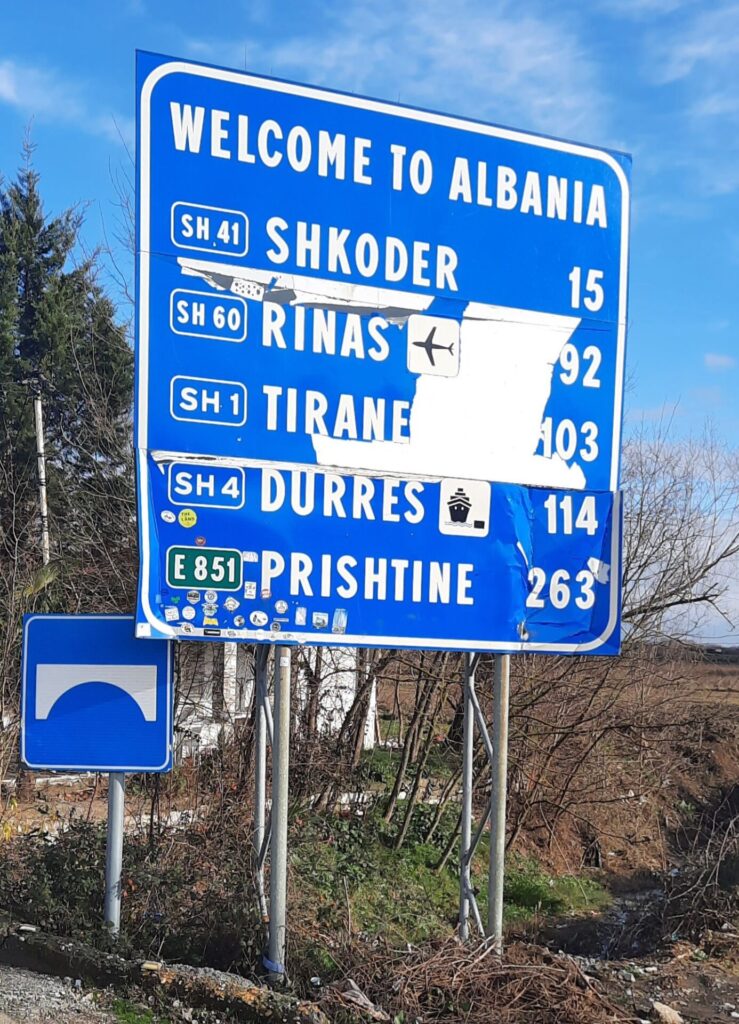 WELCOME TO ALBANIA
SH 41 SHKODER 15
SH 60 RINAS 92
SH 1 TIRANE 103
SH 4 DURRES 114
E 851 PRISHTINE 263